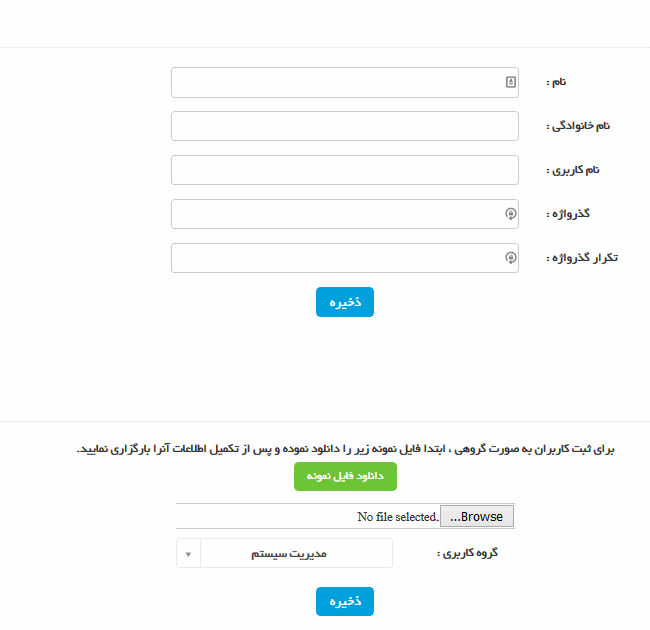 نام :
نام خانوادگی :
نام کاربری :
گذرواژه :
تکرار گذرواژه :
ذخیره
برای ثبت کاربران به صورت گروهی ، ابتدا فایل نمونه زیر را دانلود نموده و پس از تکمیل اطلاعات آنرا بارگزاری نمایید.
دانلود فایل نمونه
Browse... No file selected.
گروه کاربری : مدیریت سیستم
ذخیره